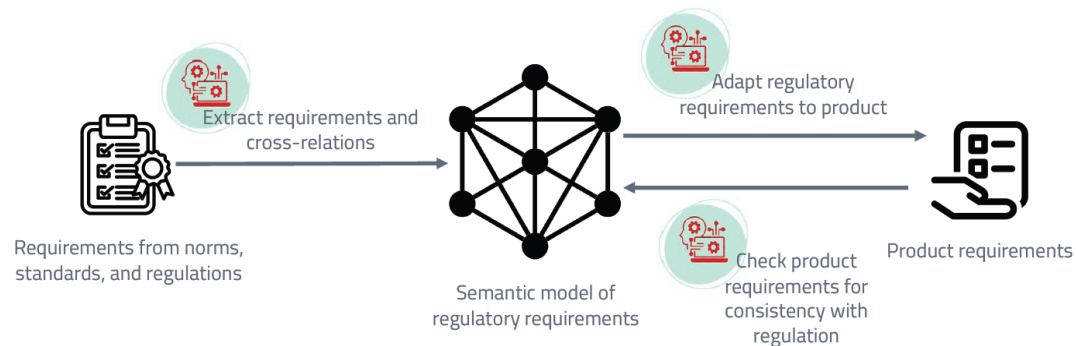 Extract requirements and
cross-relations
Adapt regulatory
requirements to product
Requirements from norms,
standards, and regulations
Semantic model of
regulatory requirements
Product requirements
Check product
requirements for
consistency with
regulation